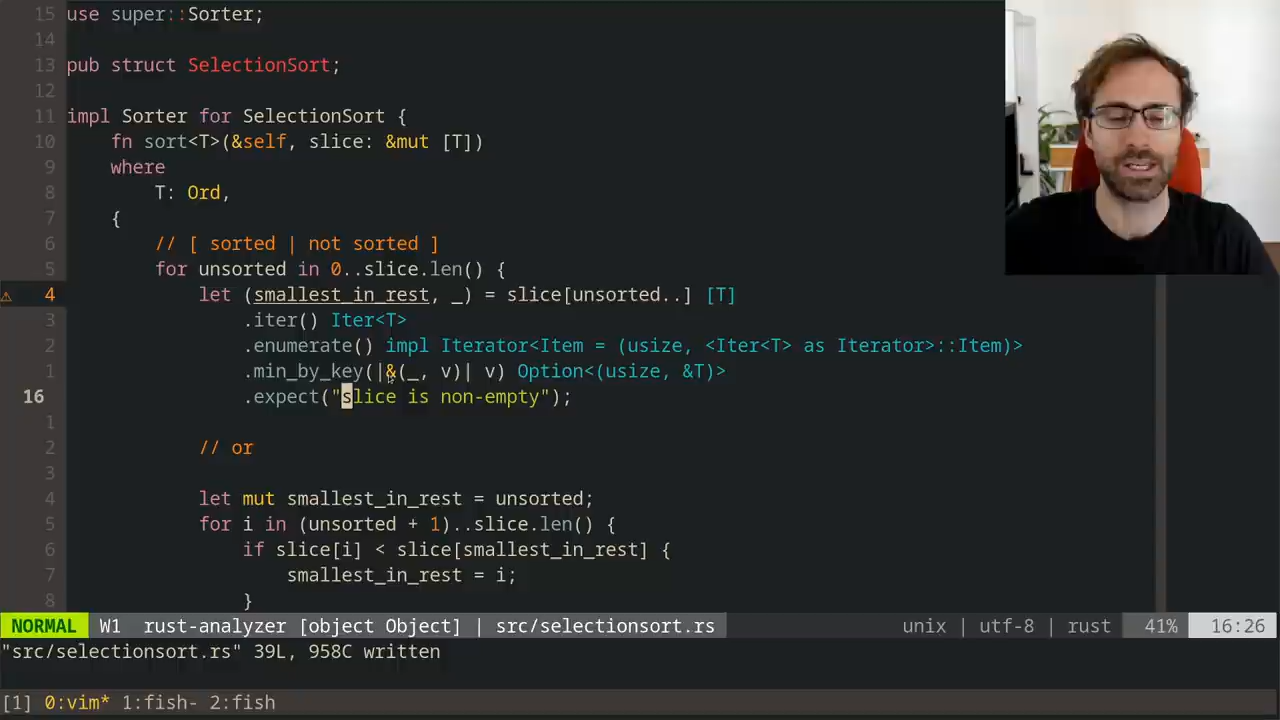 15 use super::Sorter;
14
13 pub struct SelectionSort;
12
11 impl Sorter for SelectionSort {
10 fn sort<T>(&self, slice: &mut [T])
9 where
8 T: Ord,
7 {
6 // [ sorted | not sorted ]
5 for unsorted in 0..slice.len() {
⚠ 4 let (smallest_in_rest, _) = slice[unsorted..] [T]
3 .iter() Iter<T>
2 .enumerate() impl Iterator<Item = (usize, <Iter<T> as Iterator>::Item)>
1 .min_by_key(|&(_, v)| v) Option<(usize, &T)>
16 .expect("slice is non-empty");
1
2 // or
3
4 let mut smallest_in_rest = unsorted;
5 for i in (unsorted + 1)..slice.len() {
6 if slice[i] < slice[smallest_in_rest] {
7 smallest_in_rest = i;
8 }
NORMAL W1 rust-analyzer [object Object] | src/selectionsort.rs unix | utf-8 | rust 41% 16:26
"src/selectionsort.rs" 39L, 958C written
[1] 0:vim* 1:fish- 2:fish